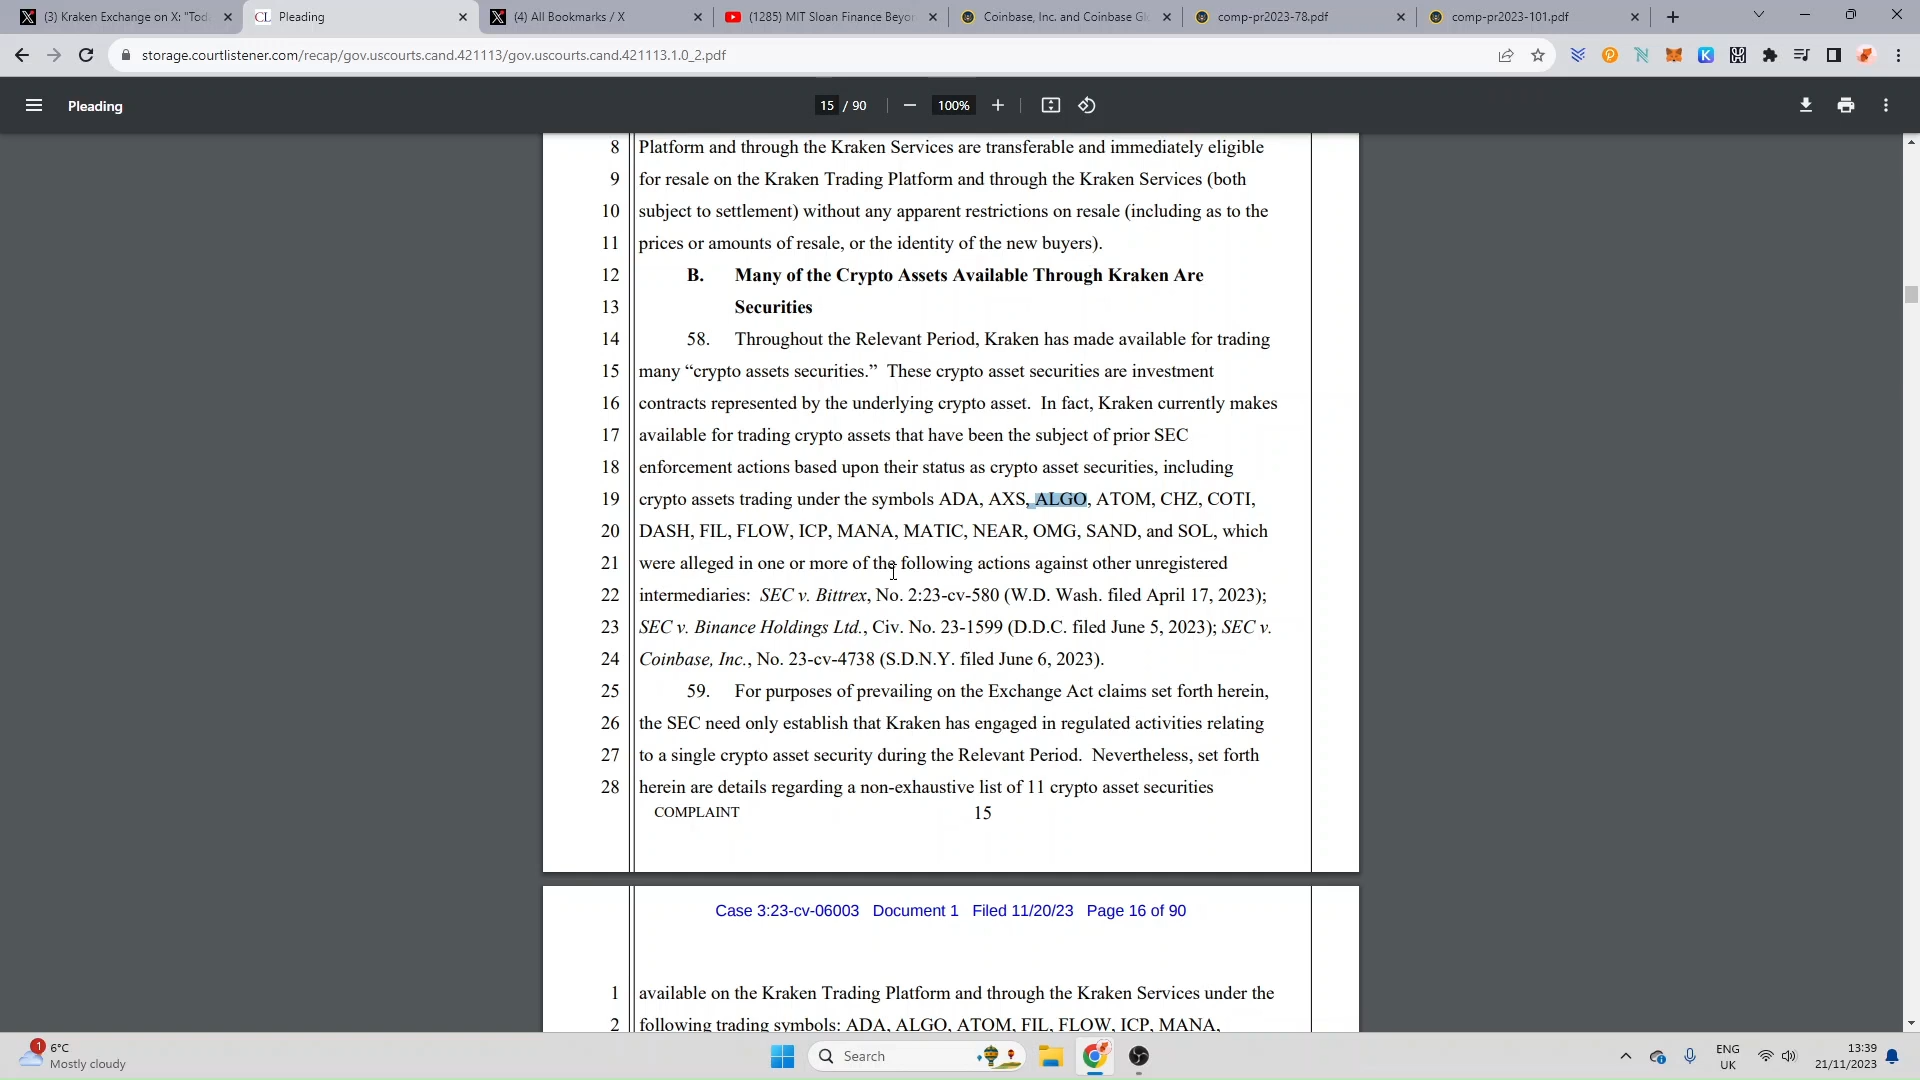 (3) Kraken Exchange on X: "Tod
Pleading
(4) All Bookmarks / X
(1285) MIT Sloan Finance Beyo
Coinbase, Inc. and Coinbase Gl
comp-pr2023-78.pdf
comp-pr2023-101.pdf
storage.courtlistener.com/recap/gov.uscourts.cand.421113/gov.uscourts.cand.421113.1.0_2.pdf
Pleading
15 / 90
100%
8 Platform and through the Kraken Services are transferable and immediately eligible
9 for resale on the Kraken Trading Platform and through the Kraken Services (both
10 subject to settlement) without any apparent restrictions on resale (including as to the
11 prices or amounts of resale, or the identity of the new buyers).
12 B. Many of the Crypto Assets Available Through Kraken Are
13 Securities
14 58. Throughout the Relevant Period, Kraken has made available for trading
15 many “crypto assets securities.” These crypto asset securities are investment
16 contracts represented by the underlying crypto asset. In fact, Kraken currently makes
17 available for trading crypto assets that have been the subject of prior SEC
18 enforcement actions based upon their status as crypto asset securities, including
19 crypto assets trading under the symbols ADA, AXS, ALGO, ATOM, CHZ, COTI,
20 DASH, FIL, FLOW, ICP, MANA, MATIC, NEAR, OMG, SAND, and SOL, which
21 were alleged in one or more of the following actions against other unregistered
22 intermediaries: SEC v. Bittrex, No. 2:23-cv-580 (W.D. Wash. filed April 17, 2023);
23 SEC v. Binance Holdings Ltd., Civ. No. 23-1599 (D.D.C. filed June 5, 2023); SEC v.
24 Coinbase, Inc., No. 23-cv-4738 (S.D.N.Y. filed June 6, 2023).
25 59. For purposes of prevailing on the Exchange Act claims set forth herein,
26 the SEC need only establish that Kraken has engaged in regulated activities relating
27 to a single crypto asset security during the Relevant Period. Nevertheless, set forth
28 herein are details regarding a non-exhaustive list of 11 crypto asset securities
COMPLAINT 15
Case 3:23-cv-06003 Document 1 Filed 11/20/23 Page 16 of 90
1 available on the Kraken Trading Platform and through the Kraken Services under the
2 following trading symbols: ADA, ALGO, ATOM, FIL, FLOW, ICP, MANA,
1
6°C
Mostly cloudy
Search
ENG
UK
13:39
21/11/2023